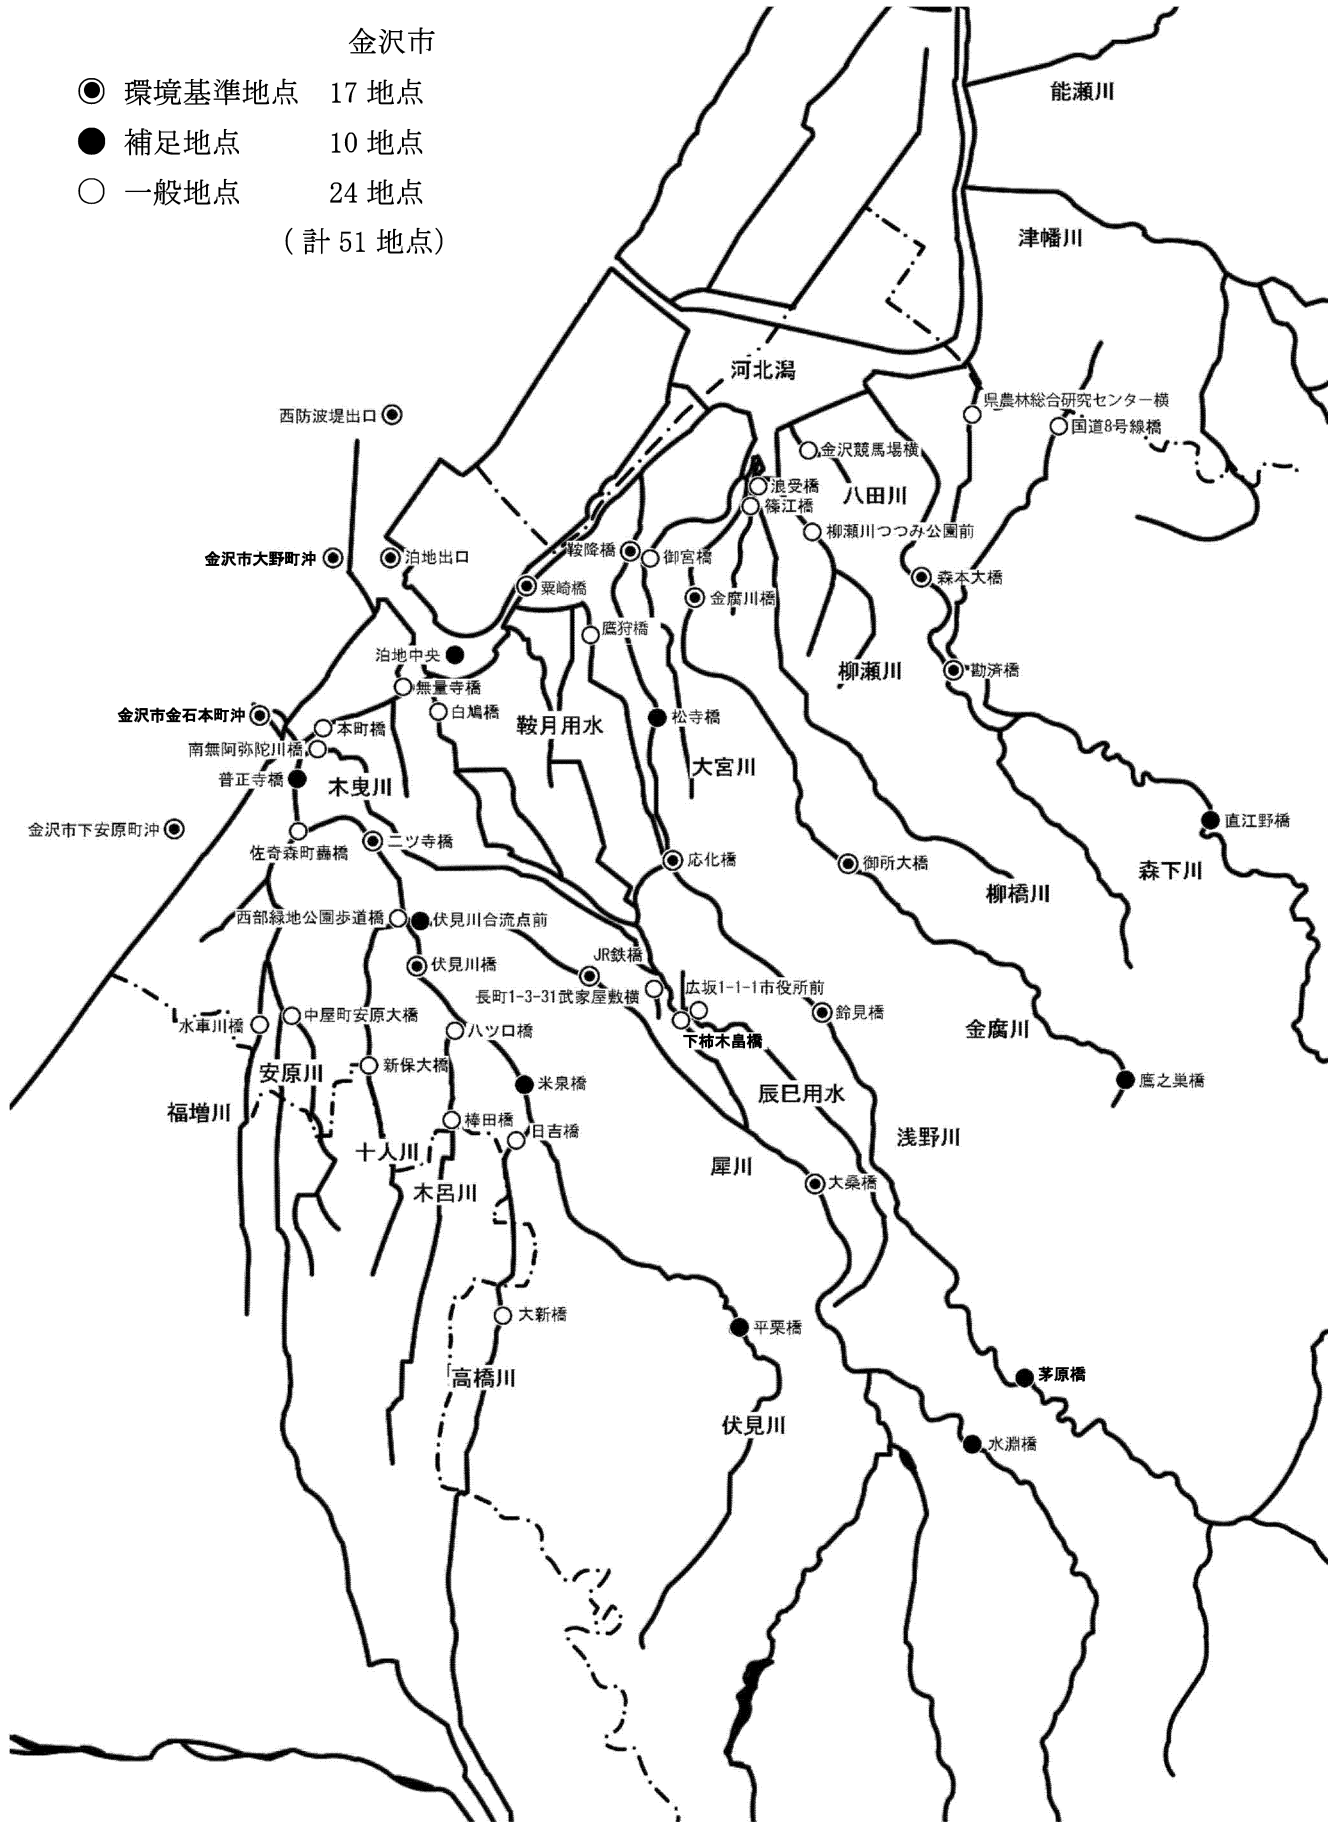 金沢市
◉ 環境基準地点 17 地点
● 補足地点 10 地点
○ 一般地点 24 地点
(計 51 地点)
能瀬川
津幡川
河北潟
県農林総合研究センター横
西防波堤出口
国道8号線橋
金沢競馬場横
浪受橋
八田川
篠江橋
柳瀬川つつみ公園前
鞍降橋
御宮橋
金沢市大野町沖
泊地出口
森本大橋
粟崎橋
金腐川橋
鷹狩橋
泊地中央
柳瀬川
勘済橋
無量寺橋
白鳩橋
金沢市金石本町沖
松寺橋
鞍月用水
本町橋
南無阿弥陀川橋
大宮川
普正寺橋
木曳川
直江野橋
金沢市下安原町沖
二ツ寺橋
佐奇森町轟橋
応化橋
御所大橋
森下川
柳橋川
西部緑地公園歩道橋
伏見川合流点前
JR鉄橋
伏見川橋
広坂1-1-1市役所前
長町1-3-31武家屋敷横
中屋町安原大橋
鈴見橋
水車川橋
八ツ口橋
金腐川
下柿木畠橋
新保大橋
安原川
米泉橋
鷹之巣橋
辰巳用水
福増川
棒田橋
日吉橋
浅野川
十人川
犀川
大桑橋
木呂川
大新橋
平栗橋
高橋川
茅原橋
伏見川
水淵橋